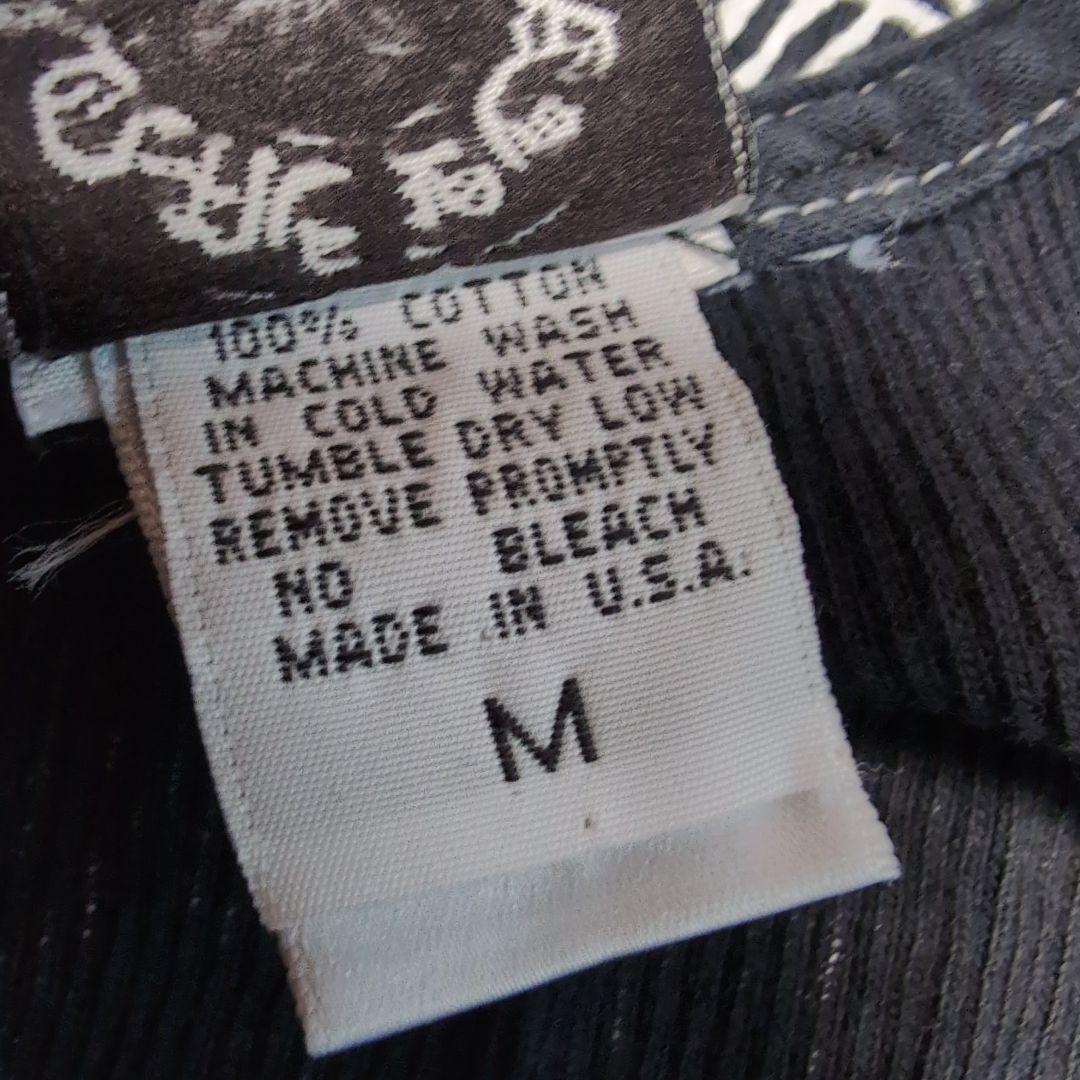 100% COTTON
MACHINE WASH
IN COLD WATER
TUMBLE DRY LOW
REMOVE PROMPTLY
NO BLEACH
MADE IN U.S.A.
M